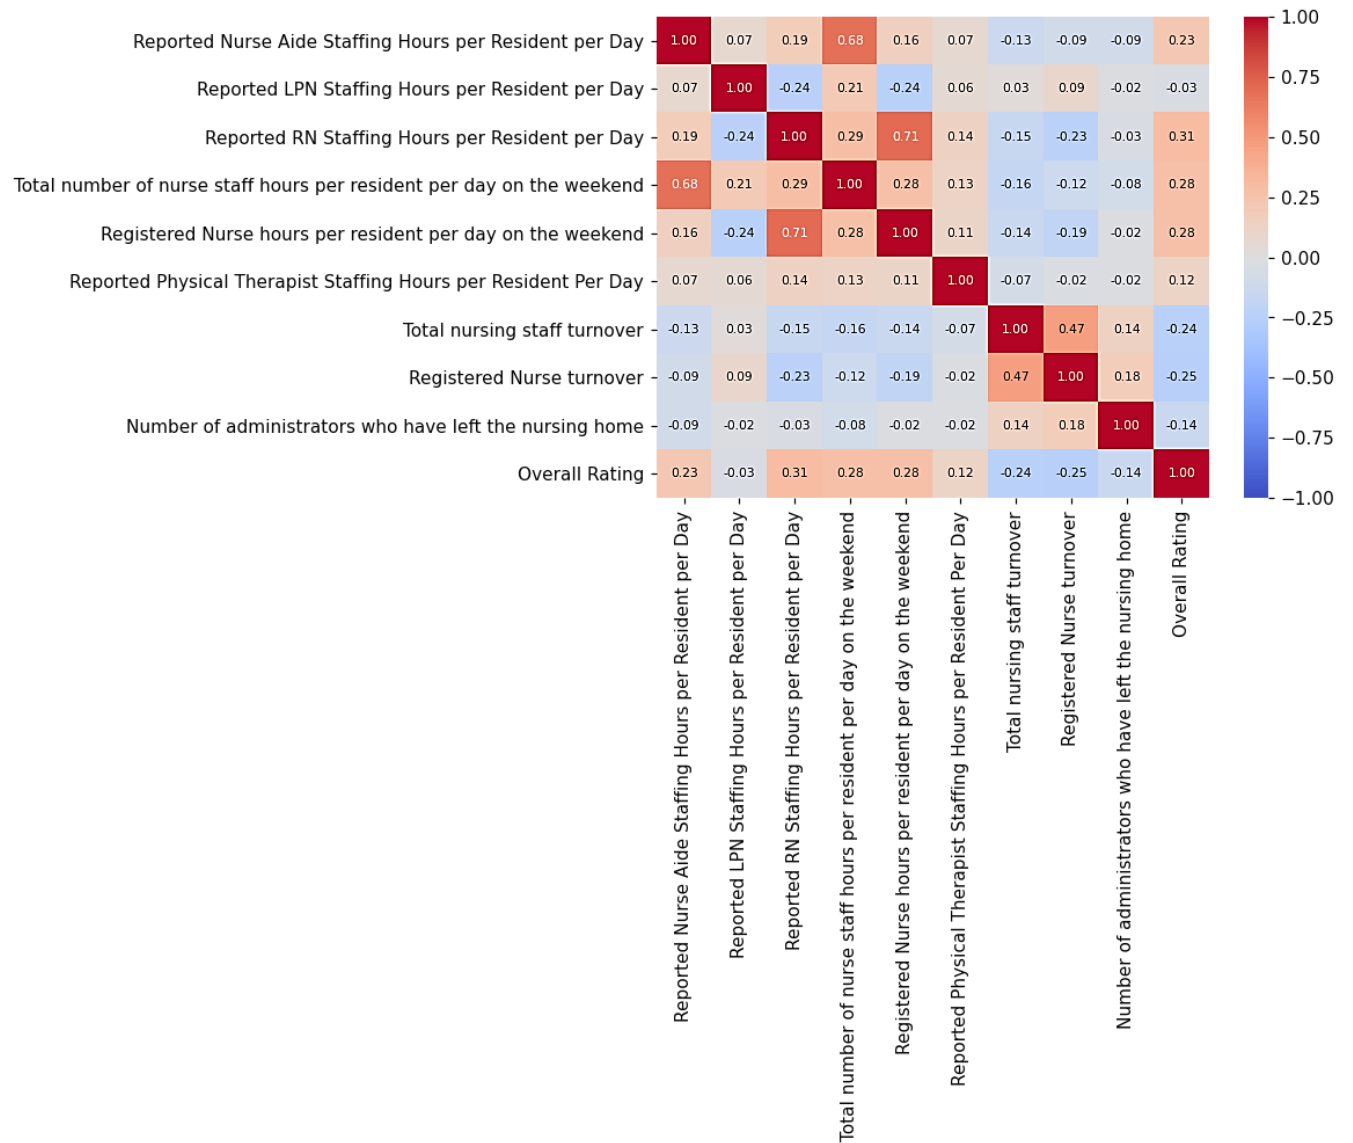 Reported Nurse Aide Staffing Hours per Resident per Day 1.00 0.07 0.19 0.68 0.16 0.07 -0.13 -0.09 -0.09 0.23
Reported LPN Staffing Hours per Resident per Day 0.07 1.00 -0.24 0.21 -0.24 0.06 0.03 0.09 -0.02 -0.03
Reported RN Staffing Hours per Resident per Day 0.19 -0.24 1.00 0.29 0.71 0.14 -0.15 -0.23 -0.03 0.31
Total number of nurse staff hours per resident per day on the weekend 0.68 0.21 0.29 1.00 0.28 0.13 -0.16 -0.12 -0.08 0.28
Registered Nurse hours per resident per day on the weekend 0.16 -0.24 0.71 0.28 1.00 0.11 -0.14 -0.19 -0.02 0.28
Reported Physical Therapist Staffing Hours per Resident Per Day 0.07 0.06 0.14 0.13 0.11 1.00 -0.07 -0.02 -0.02 0.12
Total nursing staff turnover -0.13 0.03 -0.15 -0.16 -0.14 -0.07 1.00 0.47 0.14 -0.24
Registered Nurse turnover -0.09 0.09 -0.23 -0.12 -0.19 -0.02 0.47 1.00 0.18 -0.25
Number of administrators who have left the nursing home -0.09 -0.02 -0.03 -0.08 -0.02 -0.02 0.14 0.18 1.00 -0.14
Overall Rating 0.23 -0.03 0.31 0.28 0.28 0.12 -0.24 -0.25 -0.14 1.00
Reported Nurse Aide Staffing Hours per Resident per Day
Reported LPN Staffing Hours per Resident per Day
Reported RN Staffing Hours per Resident per Day
Total number of nurse staff hours per resident per day on the weekend
Registered Nurse hours per resident per day on the weekend
Reported Physical Therapist Staffing Hours per Resident Per Day
Total nursing staff turnover
Registered Nurse turnover
Number of administrators who have left the nursing home
Overall Rating
1.00
0.75
0.50
0.25
0.00
−0.25
−0.50
−0.75
−1.00